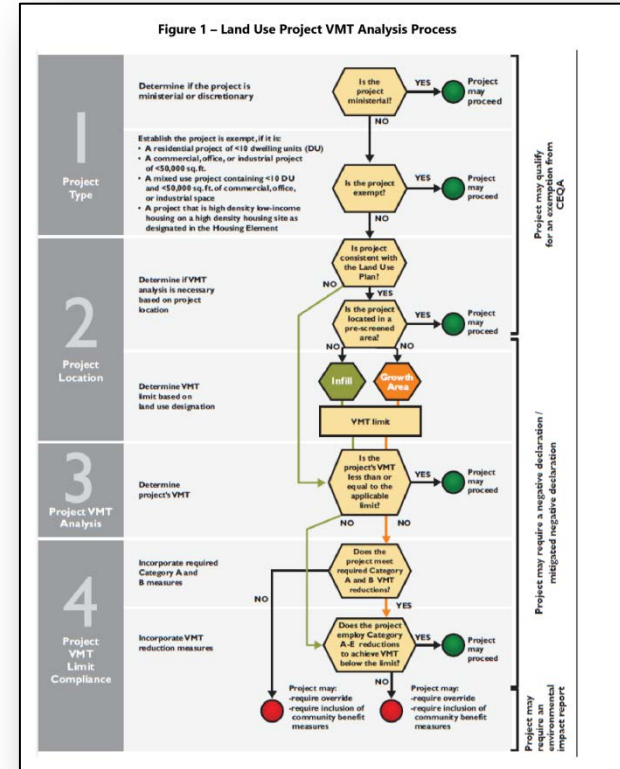 Figure 1 – Land Use Project VMT Analysis Process
1
Project
Type
Determine if the project is
ministerial or discretionary
Is the
project
ministerial?
YES
Project
may
proceed
NO
Establish the project is exempt, if it is:
• A residential project of <10 dwelling units (DU)
• A commercial, office, or industrial project
of <50,000 sq. ft.
• A mixed use project containing <10 DU
and <50,000 sq. ft. of commercial, office,
or industrial space
• A project that is high density low-income
housing on a high density housing site as
designated in the Housing Element
Is the project
exempt?
YES
Project
may
proceed
NO
Project may qualify
for an exemption from
CEQA
2
Project
Location
Determine if VMT
analysis is necessary
based on project
location
Is project
consistent with
the Land Use
Plan?
NO
YES
Is the project
located in a
pre-screened
area?
YES
Project
may
proceed
NO
NO
Determine VMT
limit based on
land use designation
Infill
Growth
Area
VMT limit
3
Project VMT
Analysis
Determine
project's VMT
Is the
project's VMT
less than or
equal to the
applicable
limit?
YES
Project
may
proceed
NO
NO
Project may require a negative declaration /
mitigated negative declaration
4
Project
VMT
Limit
Compliance
Incorporate required
Category A and
B measures
Does the
project meet
required Category
A and B VMT
reductions?
NO
YES
Incorporate VMT
reduction measures
Does the project
employ Category
A-E reductions
to achieve VMT
below the limit?
YES
Project
may
proceed
NO
Project may:
-require override
-require inclusion of
community benefit
measures
Project may:
-require override
-require inclusion of
community benefit
measures
Project may
require an
environmental
impact report